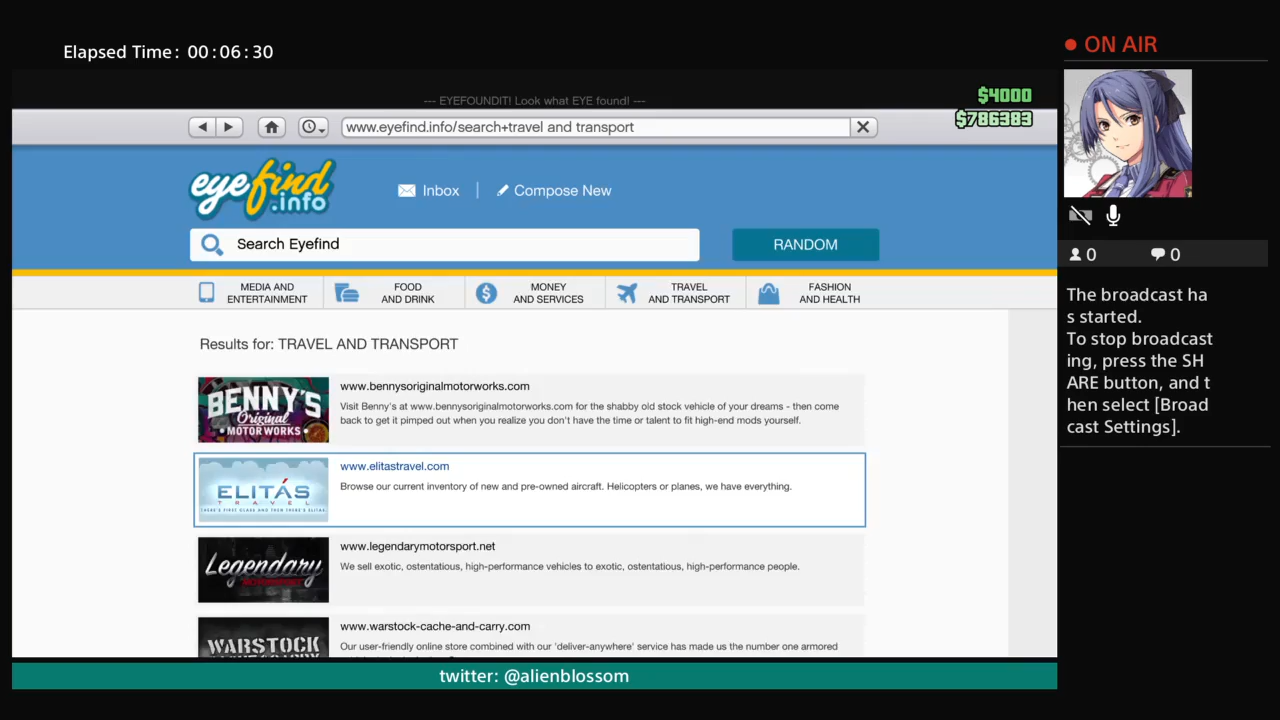 Elapsed Time: 00:06:30
ON AIR
--- EYEFOUNDIT! Look what EYE found! ---
$4000
$786383
www.eyefind.info/search+travel and transport
eyefind
.info
Inbox
Compose New
Search Eyefind
RANDOM
MEDIA AND
ENTERTAINMENT
FOOD
AND DRINK
MONEY
AND SERVICES
TRAVEL
AND TRANSPORT
FASHION
AND HEALTH
0
0
The broadcast ha
s started.
To stop broadcast
ing, press the SH
ARE button, and t
hen select [Broad
cast Settings].
Results for: TRAVEL AND TRANSPORT
BENNY'S
Original
MOTOR WORKS
www.bennysoriginalmotorworks.com
Visit Benny's at www.bennysoriginalmotorworks.com for the shabby old stock vehicle of your dreams - then come
back to get it pimped out when you realize you don't have the time or talent to fit high-end mods yourself.
ELITÁS
TRAVEL
THERE'S FIRST CLASS AND THEN THERE'S ELITAS
www.elitastravel.com
Browse our current inventory of new and pre-owned aircraft. Helicopters or planes, we have everything.
Legendary
www.legendarymotorsport.net
We sell exotic, ostentatious, high-performance vehicles to exotic, ostentatious, high-performance people.
WARSTOCK
www.warstock-cache-and-carry.com
Our user-friendly online store combined with our 'deliver-anywhere' service has made us the number one armored
twitter: @alienblossom